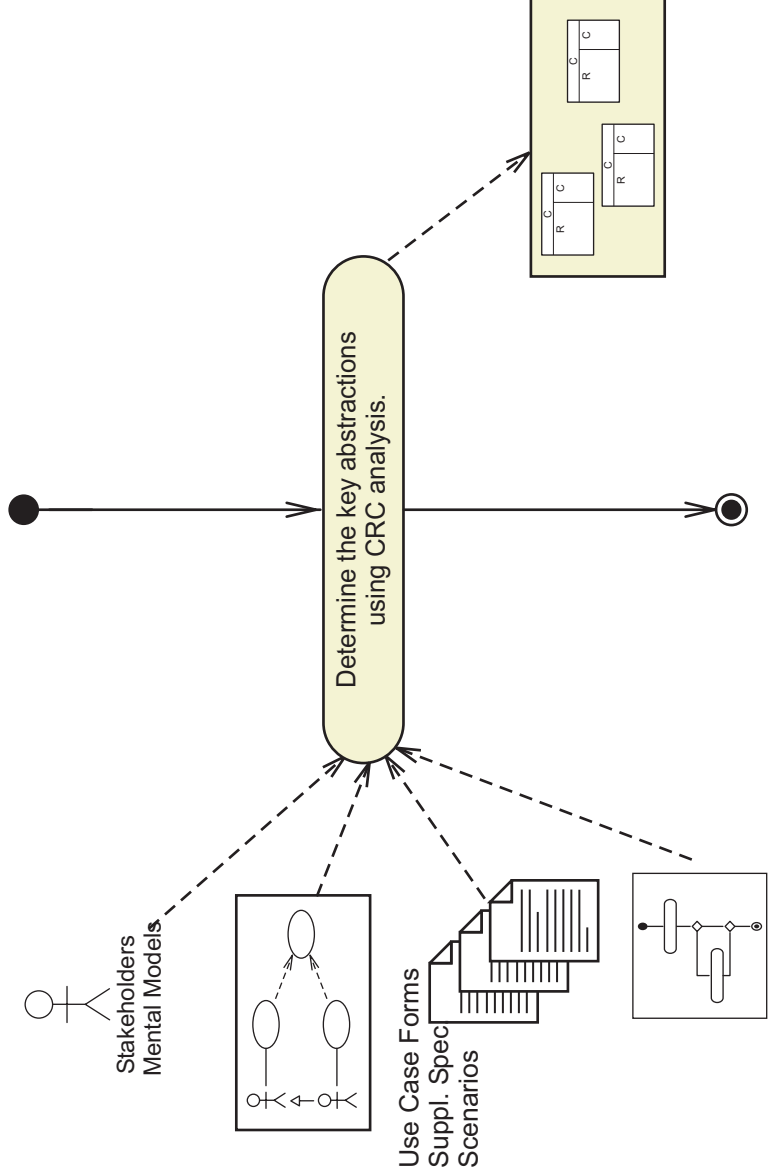 Stakeholders
Mental Models
Use Case Forms
Suppl. Spec.
Scenarios
Determine the key abstractions
using CRC analysis.
C
R C
C
R C
C
R C